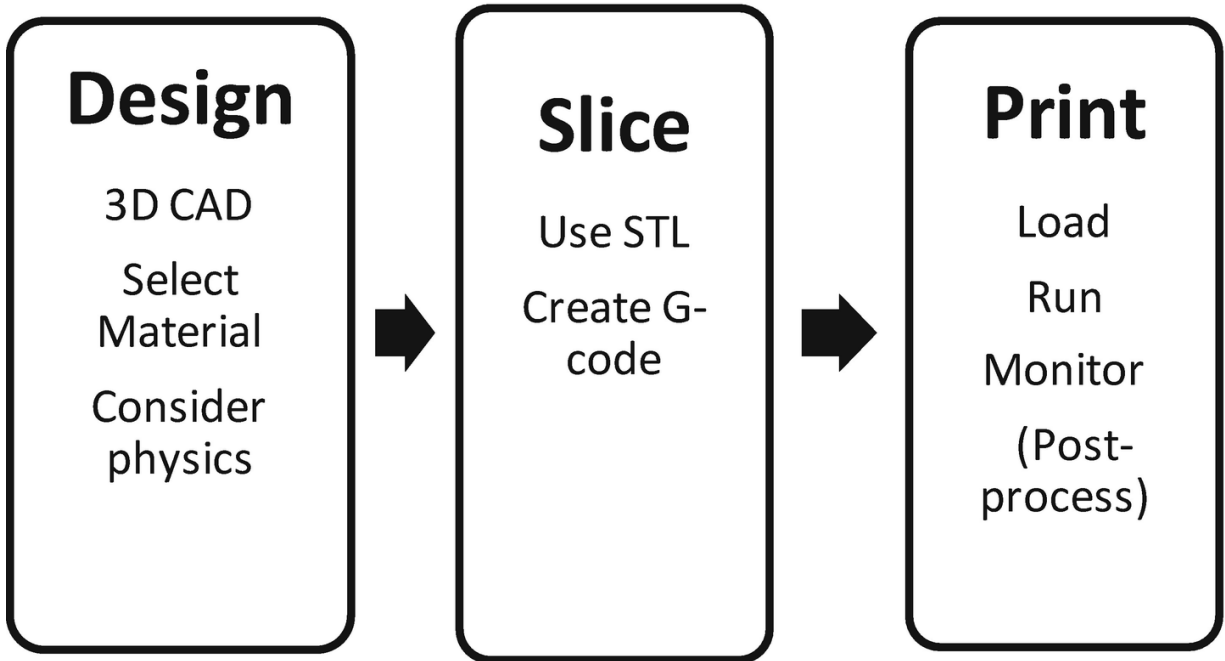 Design
3D CAD
Select
Material
Consider
physics
Slice
Use STL
Create G-
code
Print
Load
Run
Monitor
(Post-
process)